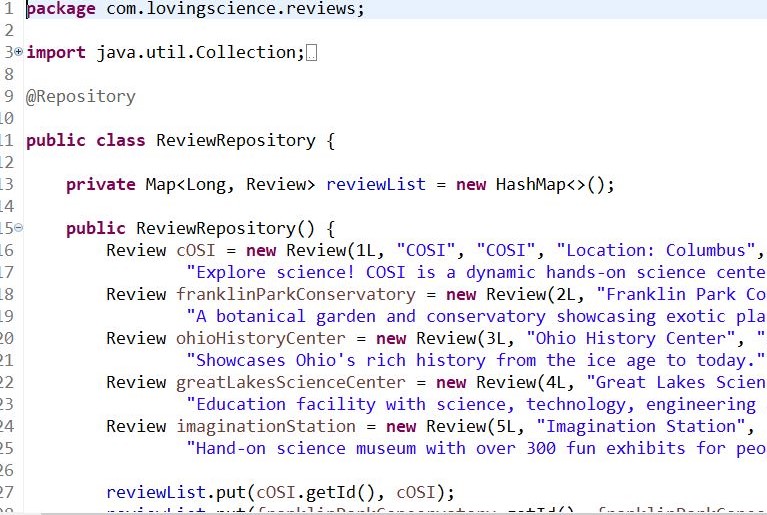 1 package com.lovingscience.reviews;
2
3 import java.util.Collection;
8
9 @Repository
10
11 public class ReviewRepository {
12
13 private Map<Long, Review> reviewList = new HashMap<>();
14
15 public ReviewRepository() {
16 Review cOSI = new Review(1L, "COSI", "COSI", "Location: Columbus",
17 "Explore science! COSI is a dynamic hands-on science cente
18 Review franklinParkConservatory = new Review(2L, "Franklin Park Co
19 "A botanical garden and conservatory showcasing exotic pla
20 Review ohioHistoryCenter = new Review(3L, "Ohio History Center", "
21 "Showcases Ohio's rich history from the ice age to today."
22 Review greatLakesScienceCenter = new Review(4L, "Great Lakes Scien
23 "Education facility with science, technology, engineering
24 Review imaginationStation = new Review(5L, "Imagination Station",
25 "Hand-on science museum with over 300 fun exhibits for peo
26
27 reviewList.put(cOSI.getId(), cOSI);